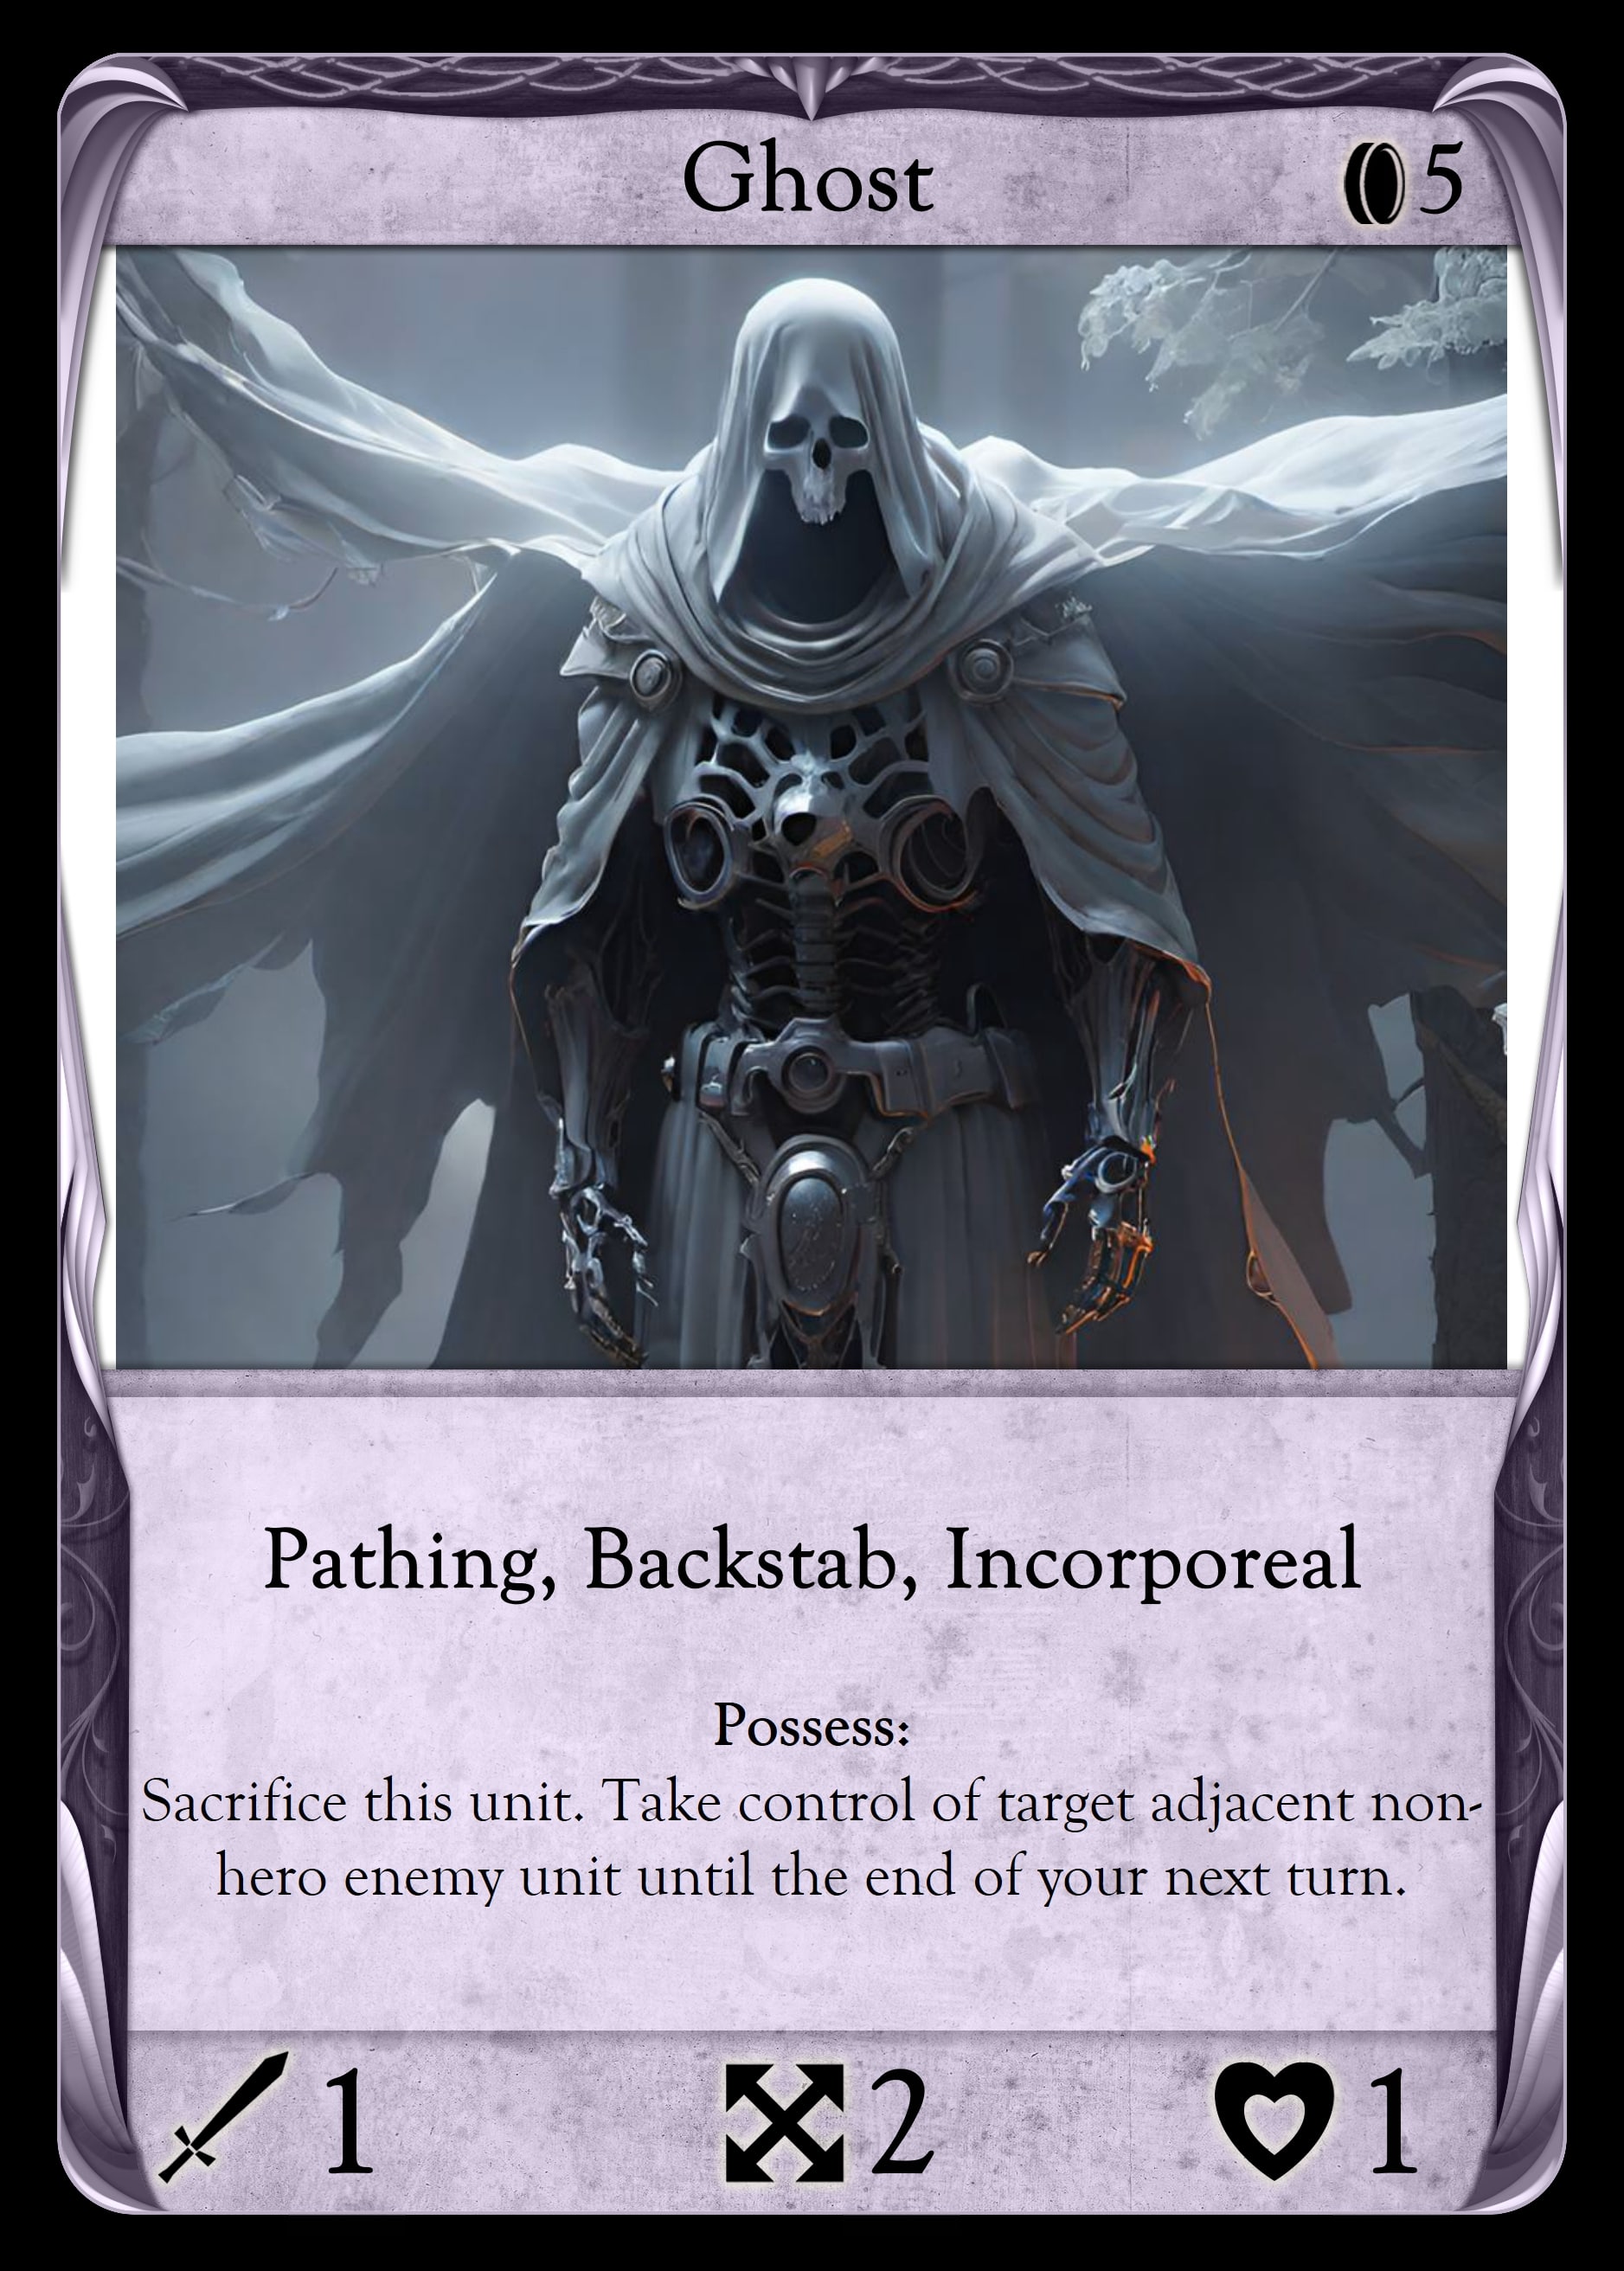 Ghost 5
Pathing, Backstab, Incorporeal
Possess:
Sacrifice this unit. Take control of target adjacent non-
hero enemy unit until the end of your next turn.
1 2 1